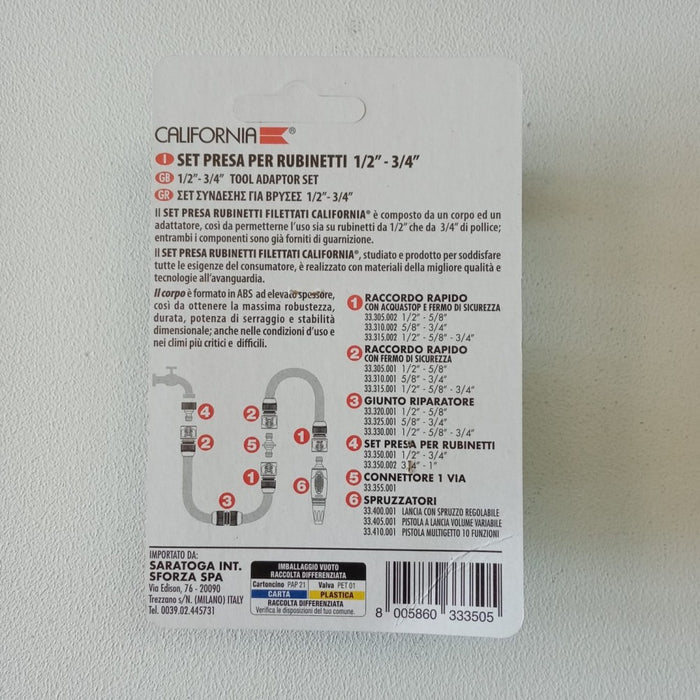 CALIFORNIA ®
I SET PRESA PER RUBINETTI 1/2" - 3/4"
GB 1/2"- 3/4" TOOL ADAPTOR SET
GR ΣΕΤ ΣΥΝΔΕΣΗΣ ΓΙΑ ΒΡΥΣΕΣ 1/2"- 3/4"
Il SET PRESA RUBINETTI FILETTATI CALIFORNIA® è composto da un corpo ed un
adattatore, così da permetterne l'uso sia su rubinetti da 1/2" che da 3/4" di pollice;
entrambi i componenti sono già forniti di guarnizione.
Il SET PRESA RUBINETTI FILETTATI CALIFORNIA®, studiato e prodotto per soddisfare
tutte le esigenze del consumatore, è realizzato con materiali della migliore qualità e
tecnologie all'avanguardia.
Il corpo è formato in ABS ad elevato spessore,
così da ottenere la massima robustezza,
durata, potenza di serraggio e stabilità
dimensionale; anche nelle condizioni d'uso e
nei climi più critici e difficili.
1 RACCORDO RAPIDO
CON ACQUASTOP E FERMO DI SICUREZZA
33.305.002 1/2" - 5/8"
33.310.002 5/8" - 3/4"
33.315.002 1/2" - 5/8" - 3/4"
2 RACCORDO RAPIDO
CON FERMO DI SICUREZZA
33.305.001 1/2" - 5/8"
33.310.001 5/8" - 3/4"
33.315.001 1/2" - 5/8" - 3/4"
3 GIUNTO RIPARATORE
33.320.001 1/2" - 5/8"
33.325.001 5/8" - 3/4"
33.330.001 1/2" - 5/8" - 3/4"
4 SET PRESA PER RUBINETTI
33.350.001 1/2" - 3/4"
33.350.002 3/4" - 1"
5 CONNETTORE 1 VIA
33.355.001
6 SPRUZZATORI
33.400.001 LANCIA CON SPRUZZO REGOLABILE
33.405.001 PISTOLA A LANCIA VOLUME VARIABILE
33.410.001 PISTOLA MULTIGETTO 10 FUNZIONI
4
2
2
5
1
1
6
3
IMPORTATO DA:
SARATOGA INT.
SFORZA SPA
Via Edison, 76 - 20090
Trezzano s/N. (MILANO) ITALY
Tel. 0039.02.445731
IMBALLAGGIO VUOTO
RACCOLTA DIFFERENZIATA
Cartoncino PAP 21 Valva PET 01
CARTA PLASTICA
RACCOLTA DIFFERENZIATA
Verifica le disposizioni del tuo comune.
8 005860 333505